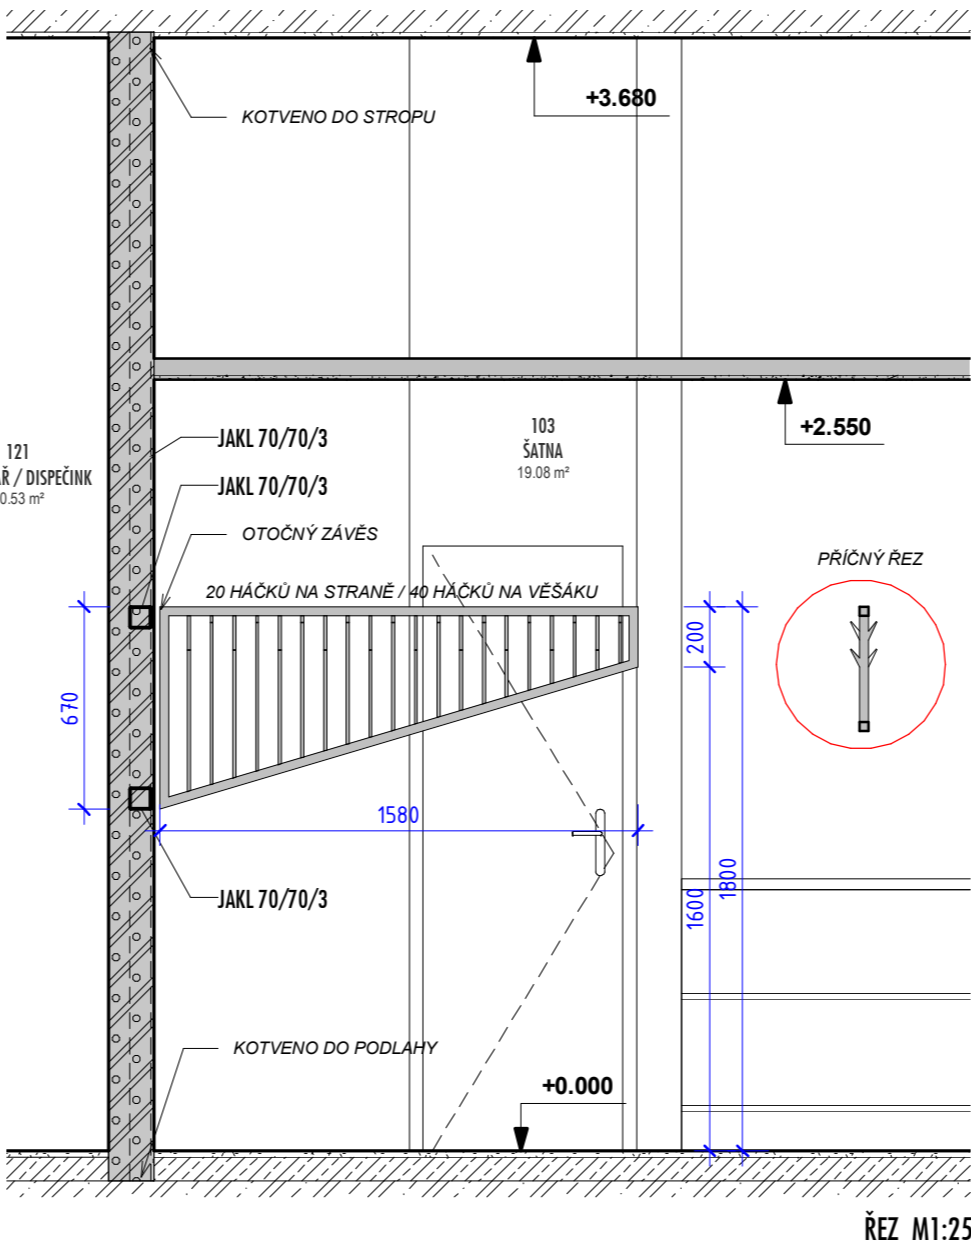 KOTVENO DO STROPU
+3.680
103
ŠATNA
19.08 m²
+2.550
121
Ř / DISPEČINK
0.53 m²
JAKL 70/70/3
JAKL 70/70/3
OTOČNÝ ZÁVĚS
20 HÁČKŮ NA STRANĚ / 40 HÁČKŮ NA VĚŠÁKU
PŘÍČNÝ ŘEZ
200
670
1580
1800
1600
JAKL 70/70/3
KOTVENO DO PODLAHY
+0.000
ŘEZ M1:25